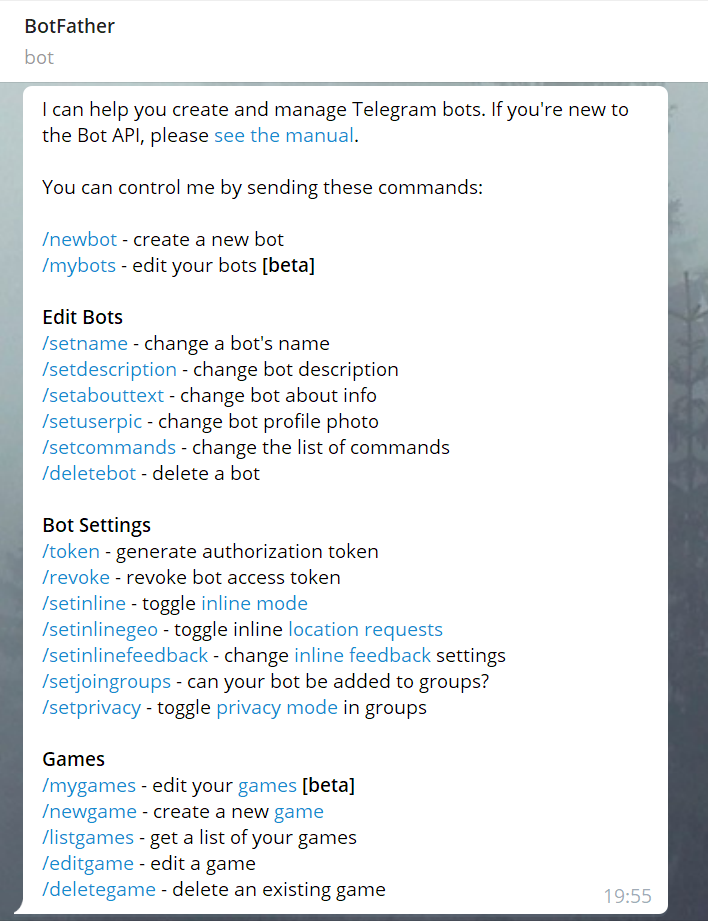 BotFather
bot
I can help you create and manage Telegram bots. If you're new to
the Bot API, please see the manual.
You can control me by sending these commands:
/newbot - create a new bot
/mybots - edit your bots [beta]
Edit Bots
/setname - change a bot's name
/setdescription - change bot description
/setabouttext - change bot about info
/setuserpic - change bot profile photo
/setcommands - change the list of commands
/deletebot - delete a bot
Bot Settings
/token - generate authorization token
/revoke - revoke bot access token
/setinline - toggle inline mode
/setinlinegeo - toggle inline location requests
/setinlinefeedback - change inline feedback settings
/setjoingroups - can your bot be added to groups?
/setprivacy - toggle privacy mode in groups
Games
/mygames - edit your games [beta]
/newgame - create a new game
/listgames - get a list of your games
/editgame - edit a game
/deletegame - delete an existing game
19:55